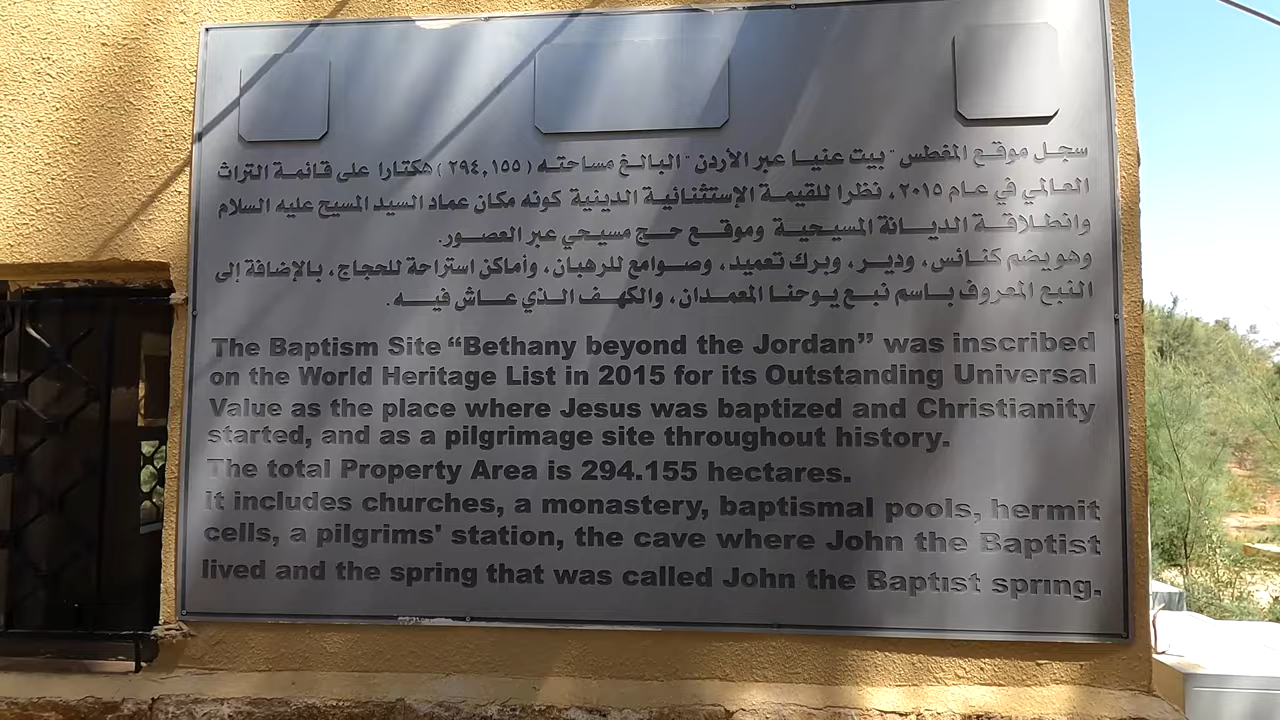 سجل موقع المغطس "بيت عنيا عبر الأردن" البالغ مساحته (٢٩٤,١٥٥) هكتارا على قائمة التراث
العالمي في عام ٢٠١٥، نظرا للقيمة الإستثنائية الدينية كونه مكان عماد السيد المسيح عليه السلام
وانطلاقة الديانة المسيحية وموقع حج مسيحي عبر العصور.
وهو يضم كنائس، ودير، وبرك تعميد، وصوامع للرهبان، وأماكن استراحة للحجاج، بالإضافة إلى
النبع المعروف باسم نبع يوحنا المعمدان، والكهف الذي عاش فيه.
The Baptism Site “Bethany beyond the Jordan” was inscribed
on the World Heritage List in 2015 for its Outstanding Universal
Value as the place where Jesus was baptized and Christianity
started, and as a pilgrimage site throughout history.
The total Property Area is 294.155 hectares.
It includes churches, a monastery, baptismal pools, hermit
cells, a pilgrims' station, the cave where John the Baptist
lived and the spring that was called John the Baptist spring.